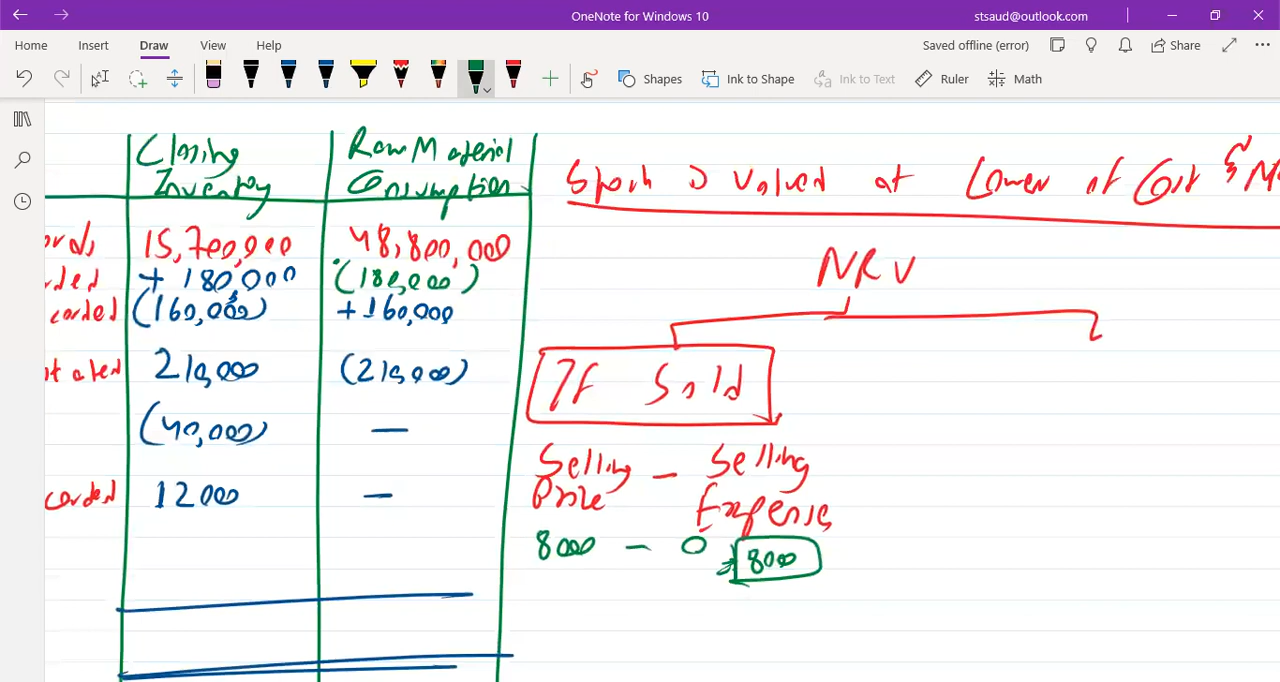 OneNote for Windows 10
stsaud@outlook.com
Home Insert Draw View Help
Saved offline (error)
Share
Shapes
Ink to Shape
Ink to Text
Ruler
Math
Closing
Inventory
Raw Material
Consumption
Stock is valued at Lower of Cost &
15,700,000 48,800,000
+ 180,000 (180,000)
corded (160,000) +160,000
210,000 (210,000)
(40,000) —
corded 12000 —
NRV
If Sold
Selling Price — Selling Expenses
8000 — 0
8000